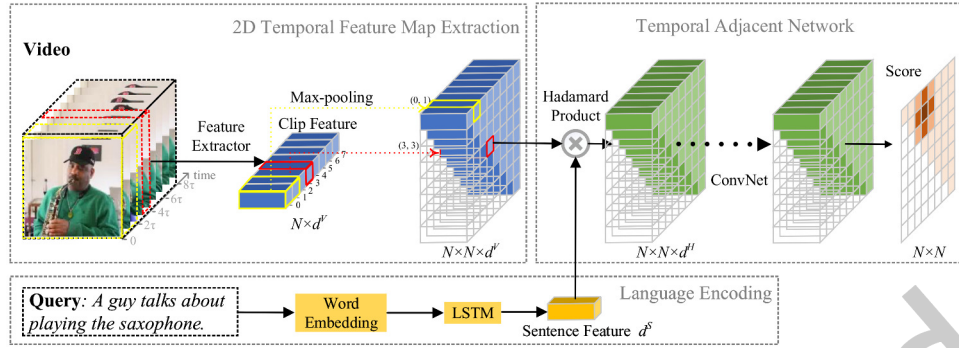 2D Temporal Feature Map Extraction
Temporal Adjacent Network
Video
time
8τ
6τ
4τ
2τ
0
Feature
Extractor
Max-pooling
Clip Feature
(0, 1)
(3, 3)
0
1
2
3
4
5
6
7
N×d^V
N×N×d^V
Hadamard
Product
N×N×d^H
ConvNet
Score
N×N
Query: A guy talks about
playing the saxophone.
Word
Embedding
LSTM
Sentence Feature d^S
Language Encoding